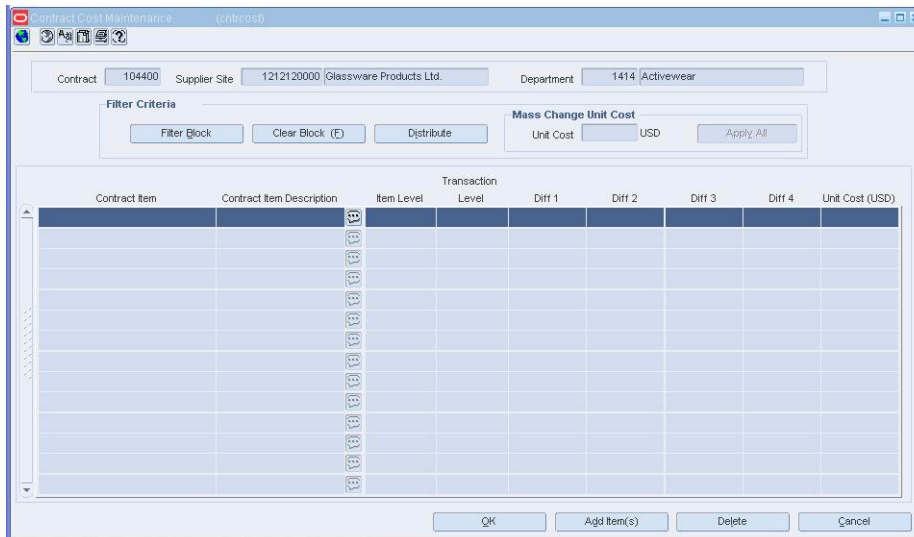 Contract Cost Maintenance (cntrcost)
Contract 104400 Supplier Site 1212120000 Glassware Products Ltd. Department 1414 Activewear
Filter Criteria
Mass Change Unit Cost
Filter Block Clear Block (F) Distribute Unit Cost USD Apply All
Transaction
Contract Item Contract Item Description Item Level Level Diff 1 Diff 2 Diff 3 Diff 4 Unit Cost (USD)
OK Add Item(s) Delete Cancel